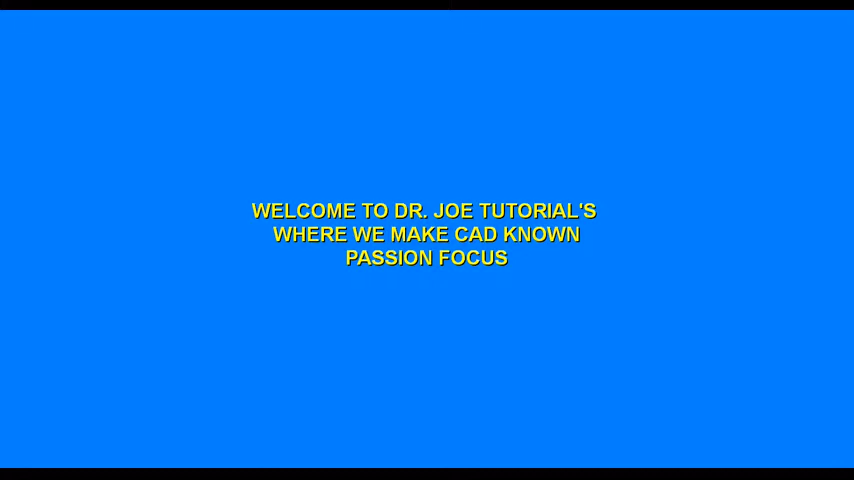 WELCOME TO DR. JOE TUTORIAL'S
WHERE WE MAKE CAD KNOWN
PASSION FOCUS